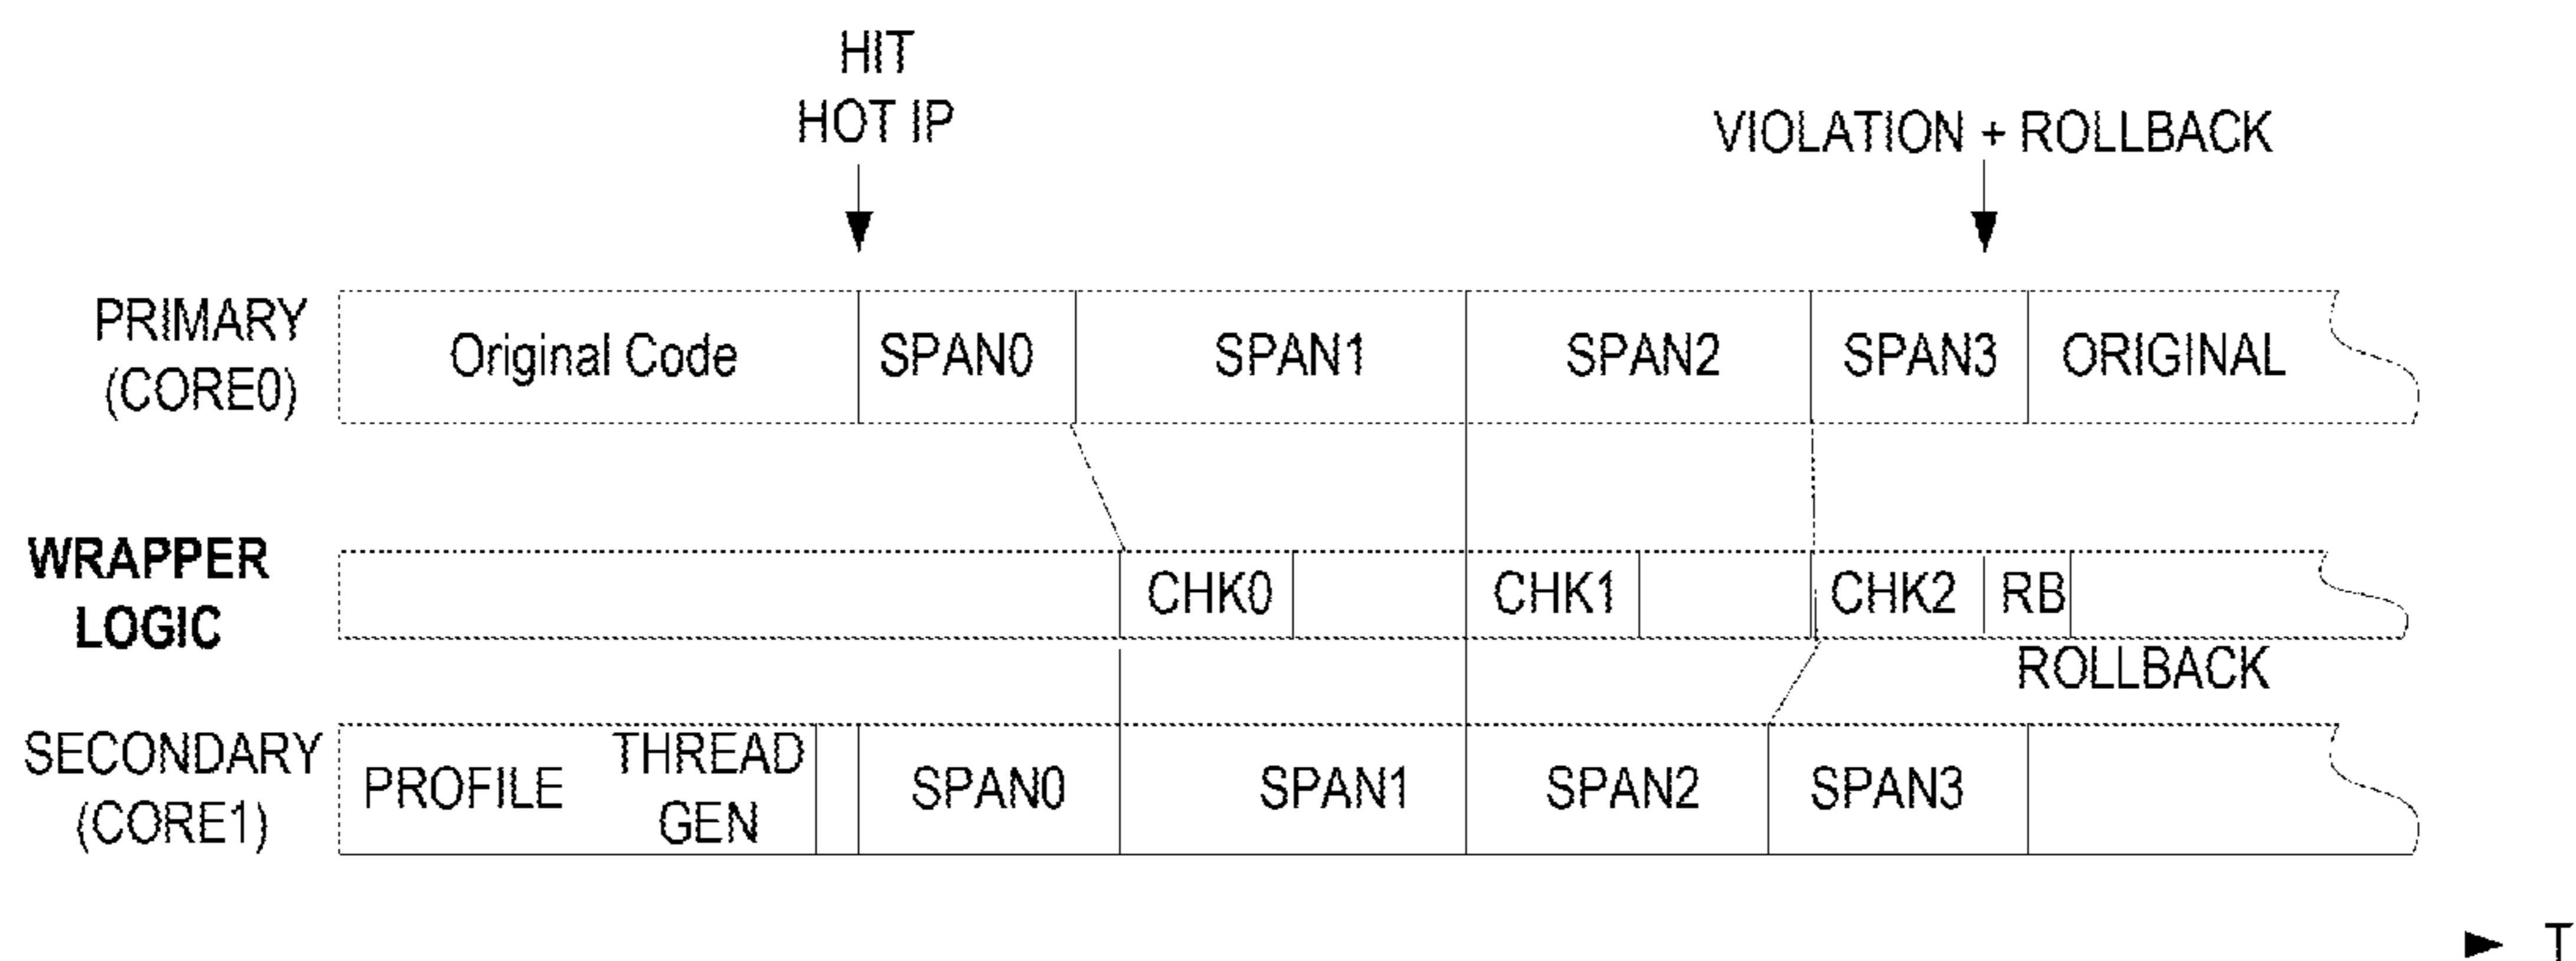 HIT
HOT IP
VIOLATION + ROLLBACK
PRIMARY
(CORE0)
Original Code
SPAN0
SPAN1
SPAN2
SPAN3
ORIGINAL
WRAPPER
LOGIC
CHK0
CHK1
CHK2
RB
ROLLBACK
SECONDARY
(CORE1)
PROFILE
THREAD
GEN
SPAN0
SPAN1
SPAN2
SPAN3
T